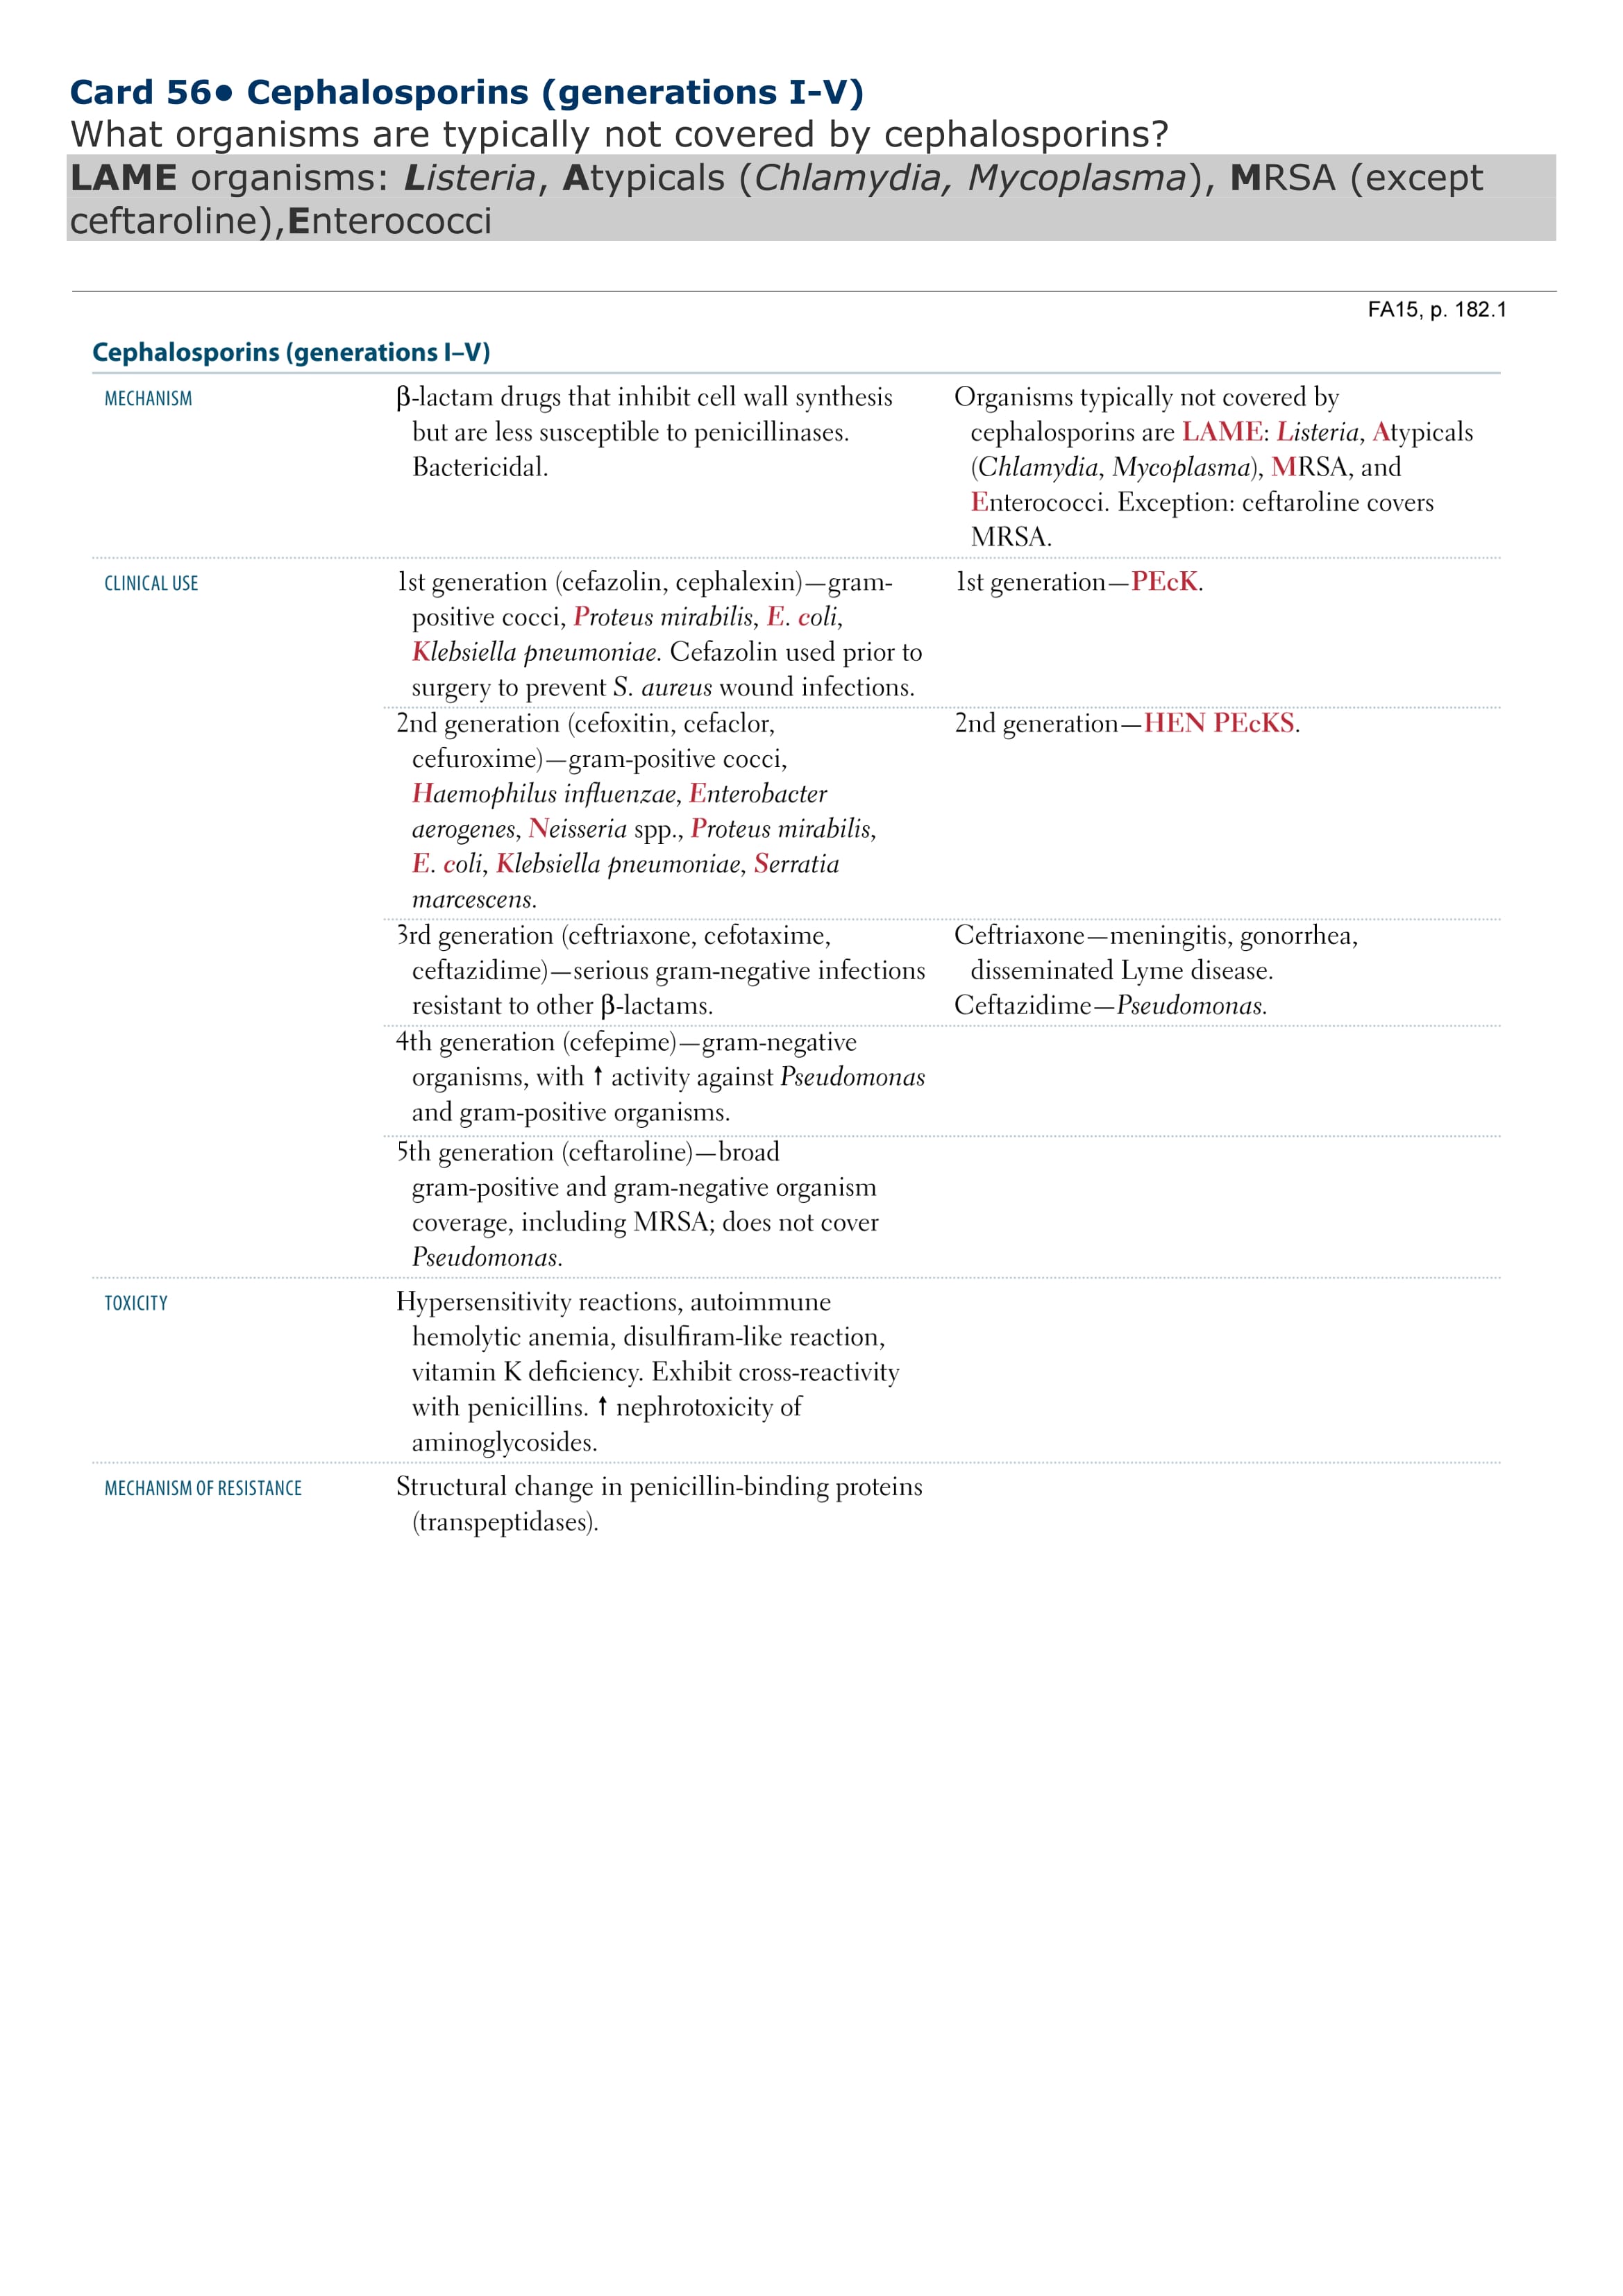 Card 56● Cephalosporins (generations I-V)
What organisms are typically not covered by cephalosporins?
LAME organisms: Listeria, Atypicals (Chlamydia, Mycoplasma), MRSA (except
ceftaroline),Enterococci
FA15, p. 182.1
Cephalosporins (generations I–V)
MECHANISM
β-lactam drugs that inhibit cell wall synthesis
but are less susceptible to penicillinases.
Bactericidal.
Organisms typically not covered by
cephalosporins are LAME: Listeria, Atypicals
(Chlamydia, Mycoplasma), MRSA, and
Enterococci. Exception: ceftaroline covers
MRSA.
CLINICAL USE
1st generation (cefazolin, cephalexin)—gram-
positive cocci, Proteus mirabilis, E. coli,
Klebsiella pneumoniae. Cefazolin used prior to
surgery to prevent S. aureus wound infections.
1st generation—PEcK.
2nd generation (cefoxitin, cefaclor,
cefuroxime)—gram-positive cocci,
Haemophilus influenzae, Enterobacter
aerogenes, Neisseria spp., Proteus mirabilis,
E. coli, Klebsiella pneumoniae, Serratia
marcescens.
2nd generation—HEN PEcKS.
3rd generation (ceftriaxone, cefotaxime,
ceftazidime)—serious gram-negative infections
resistant to other β-lactams.
Ceftriaxone—meningitis, gonorrhea,
disseminated Lyme disease.
Ceftazidime—Pseudomonas.
4th generation (cefepime)—gram-negative
organisms, with ↑ activity against Pseudomonas
and gram-positive organisms.
5th generation (ceftaroline)—broad
gram-positive and gram-negative organism
coverage, including MRSA; does not cover
Pseudomonas.
TOXICITY
Hypersensitivity reactions, autoimmune
hemolytic anemia, disulfiram-like reaction,
vitamin K deficiency. Exhibit cross-reactivity
with penicillins. ↑ nephrotoxicity of
aminoglycosides.
MECHANISM OF RESISTANCE
Structural change in penicillin-binding proteins
(transpeptidases).